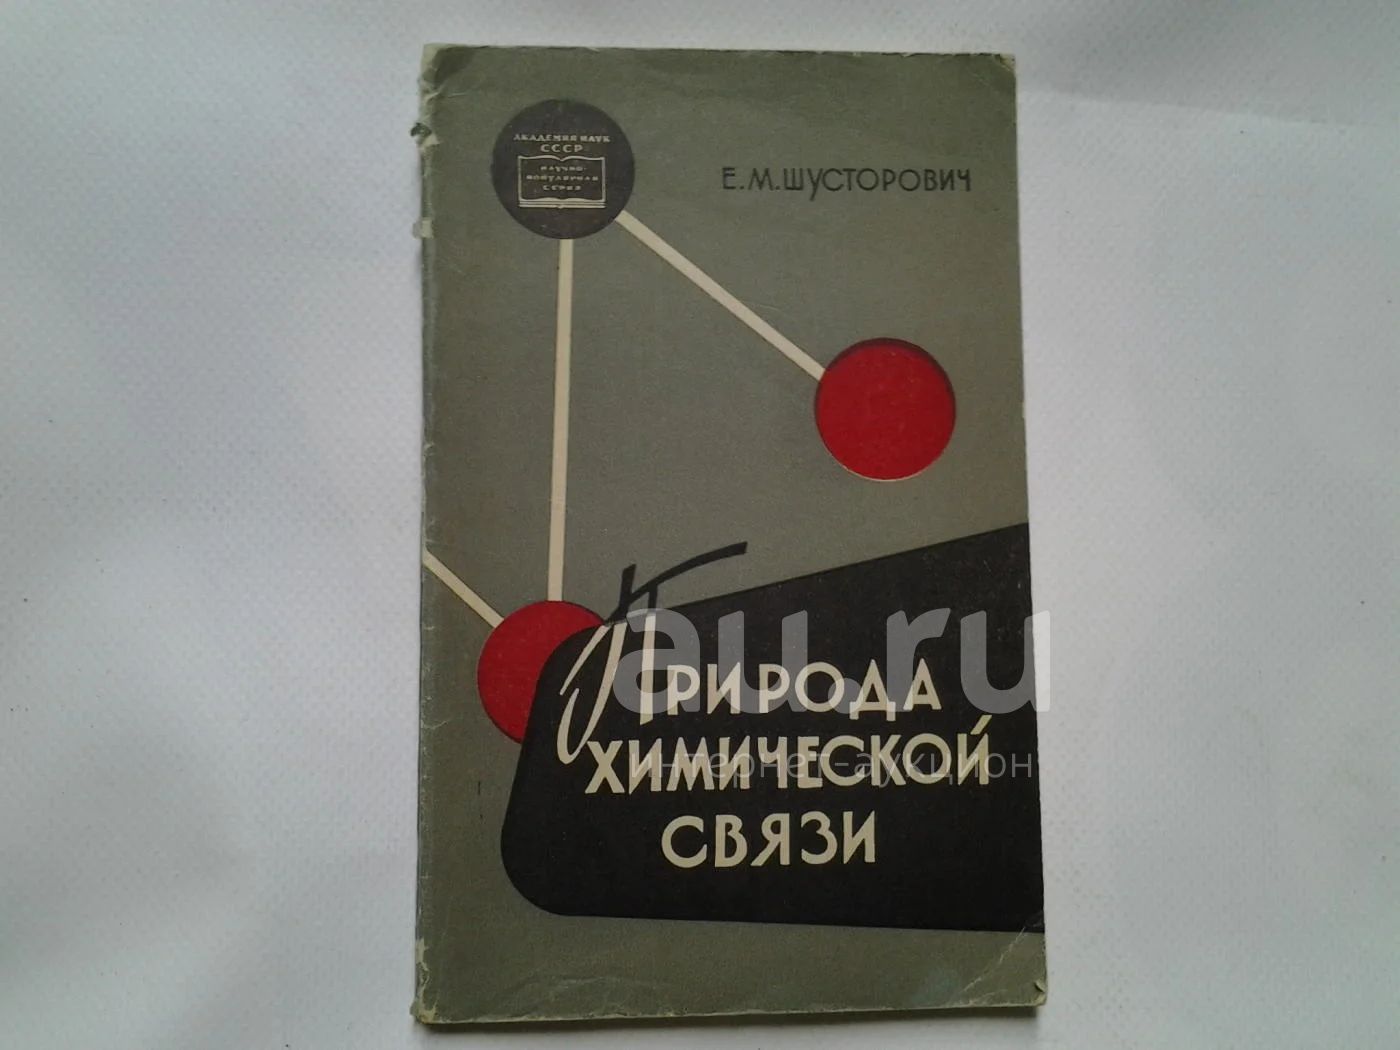 АКАДЕМИЯ НАУК
СССР
НАУЧНО-
ПОПУЛЯРНАЯ
СЕРИЯ
Е.М.ШУСТОРОВИЧ
ПРИРОДА
ХИМИЧЕСКОЙ
СВЯЗИ
au.ru
интернет-аукцион